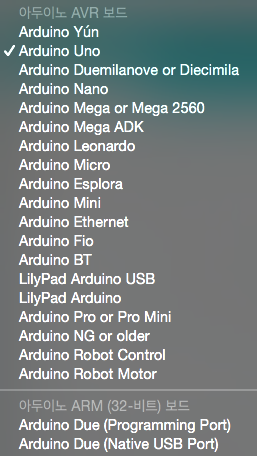 아두이노 AVR 보드
Arduino Yún
✓ Arduino Uno
Arduino Duemilanove or Diecimila
Arduino Nano
Arduino Mega or Mega 2560
Arduino Mega ADK
Arduino Leonardo
Arduino Micro
Arduino Esplora
Arduino Mini
Arduino Ethernet
Arduino Fio
Arduino BT
LilyPad Arduino USB
LilyPad Arduino
Arduino Pro or Pro Mini
Arduino NG or older
Arduino Robot Control
Arduino Robot Motor
아두이노 ARM (32-비트) 보드
Arduino Due (Programming Port)
Arduino Due (Native USB Port)